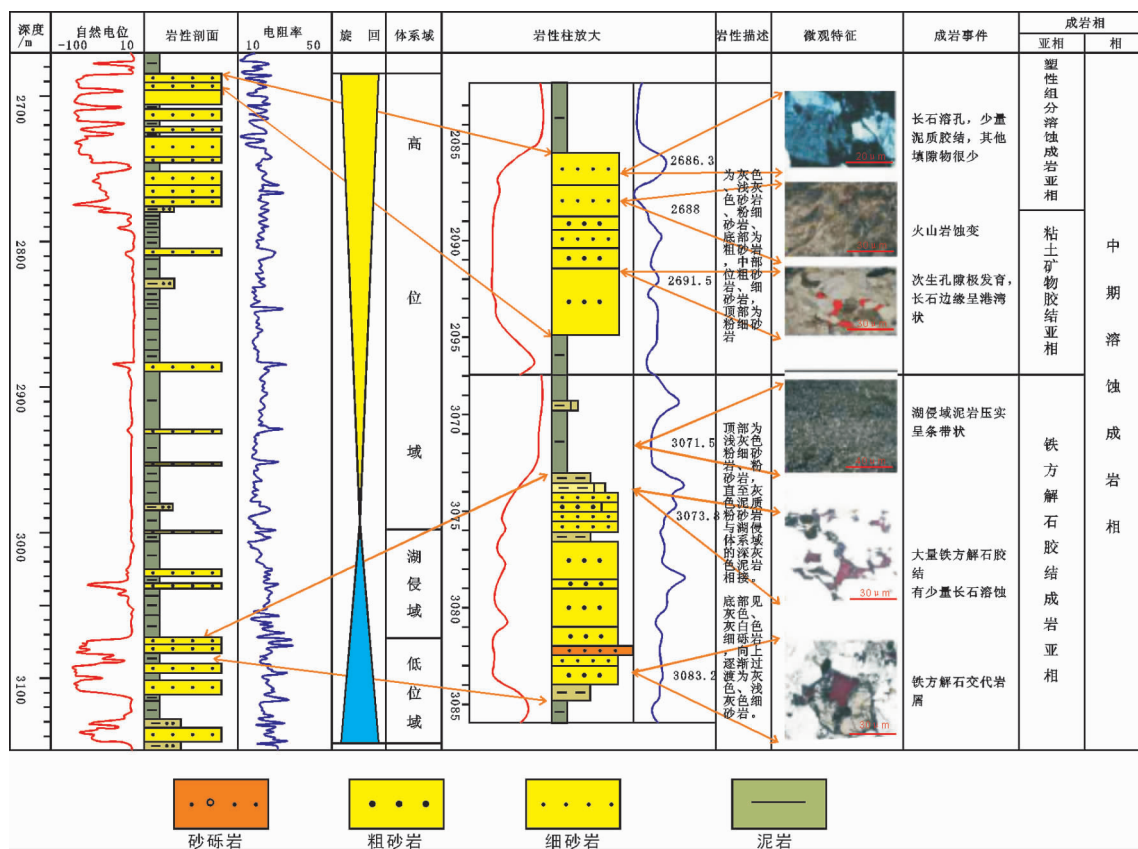 深度
/m
自然电位
-100 10
岩性剖面
电阻率
10 50
旋 回
体系域
岩性柱放大
岩性描述
微观特征
成岩事件
成岩相
亚相
相
2700
2800
2900
3000
3100
高
位
域
湖
侵
域
低
位
域
2085
2090
2095
3070
3075
3080
3085
2686.3
2688
2691.5
3071.5
3073.8
3083.2
为灰色
、浅灰
色砂岩
、粉细
砂岩、
底部为
粗砂岩
,中部
位粗砂
岩、细
砂岩,
顶部为
粉细砂
岩
顶部为
浅灰色
粉细砂
岩、粉
砂岩,
直至灰
色泥质
粉砂岩
与湖侵
体系域
的深灰
色泥岩
相接。
底部见
灰色、
灰白色
细砾岩
,向上
逐渐过
渡为灰
色、浅
灰色细
砂岩。
30μm
30μm
长石溶孔,少量
泥质胶结,其他
填隙物很少
火山岩蚀变
次生孔隙极发育,
长石边缘呈港湾
状
湖侵域泥岩压实
呈条带状
大量铁方解石胶
结
有少量长石溶蚀
铁方解石交代岩
屑
塑性组分溶蚀成岩亚相
粘土矿物胶结亚相
铁方解石胶结成岩亚相
中期溶蚀成岩相
砂砾岩
粗砂岩
细砂岩
泥岩